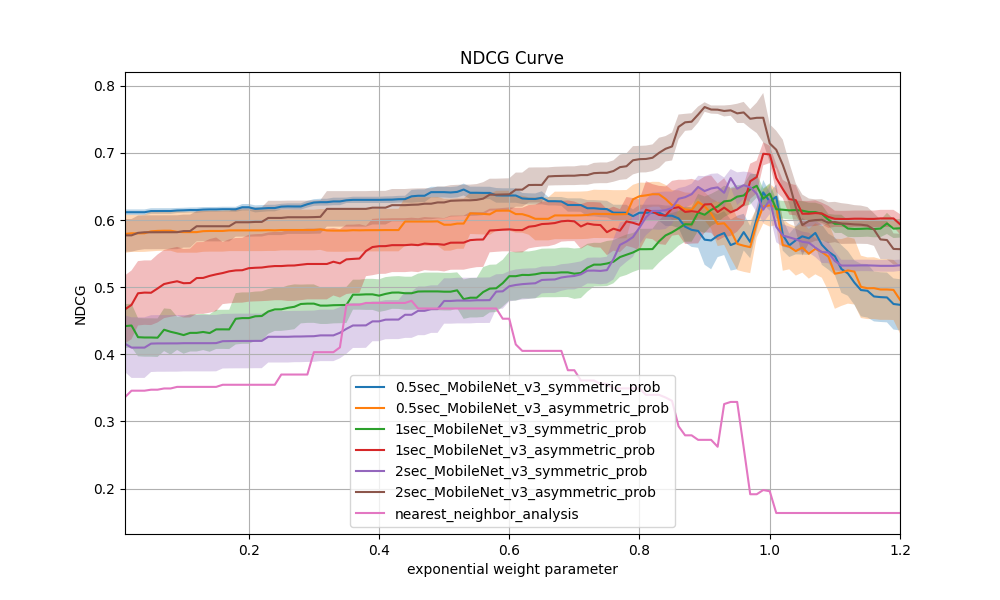 NDCG Curve
0.8
0.7
0.6
0.5
0.4
0.3
0.2
NDCG
0.5sec_MobileNet_v3_symmetric_prob
0.5sec_MobileNet_v3_asymmetric_prob
1sec_MobileNet_v3_symmetric_prob
1sec_MobileNet_v3_asymmetric_prob
2sec_MobileNet_v3_symmetric_prob
2sec_MobileNet_v3_asymmetric_prob
nearest_neighbor_analysis
0.2 0.4 0.6 0.8 1.0 1.2
exponential weight parameter